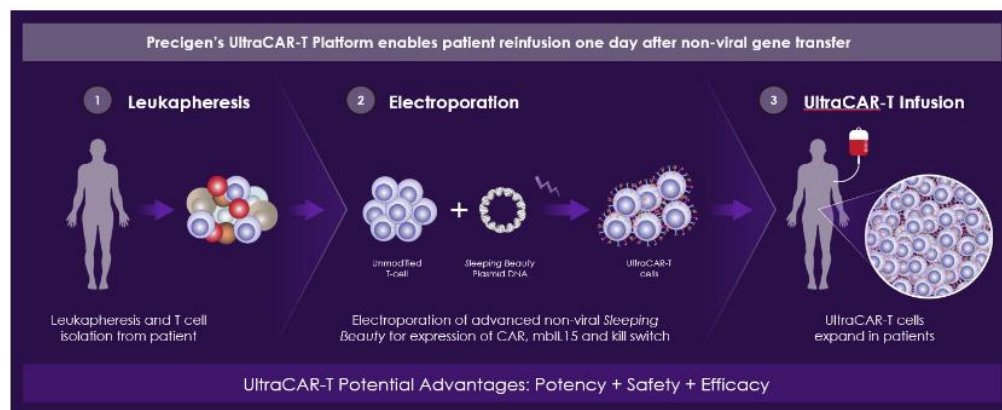 Precigen's UltraCAR-T Platform enables patient reinfusion one day after non-viral gene transfer
1 Leukapheresis
2 Electroporation
3 UltraCAR-T Infusion
Unmodified
T-cell
+
Sleeping Beauty
Plasmid DNA
UltraCAR-T
cells
Leukapheresis and T cell
isolation from patient
Electroporation of advanced non-viral Sleeping
Beauty for expression of CAR, mbIL15 and kill switch
UltraCAR-T cells
expand in patients
UltraCAR-T Potential Advantages: Potency + Safety + Efficacy